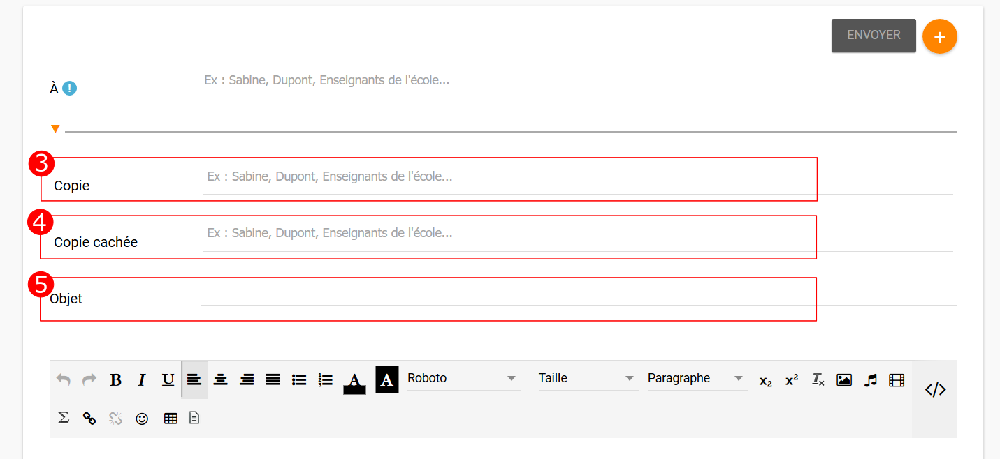 ENVOYER +
À ! Ex : Sabine, Dupont, Enseignants de l'école...
3
Copie Ex : Sabine, Dupont, Enseignants de l'école...
4
Copie cachée Ex : Sabine, Dupont, Enseignants de l'école...
5
Objet
B I U A A Roboto Taille Paragraphe x₂ x² Tx </>
Σ